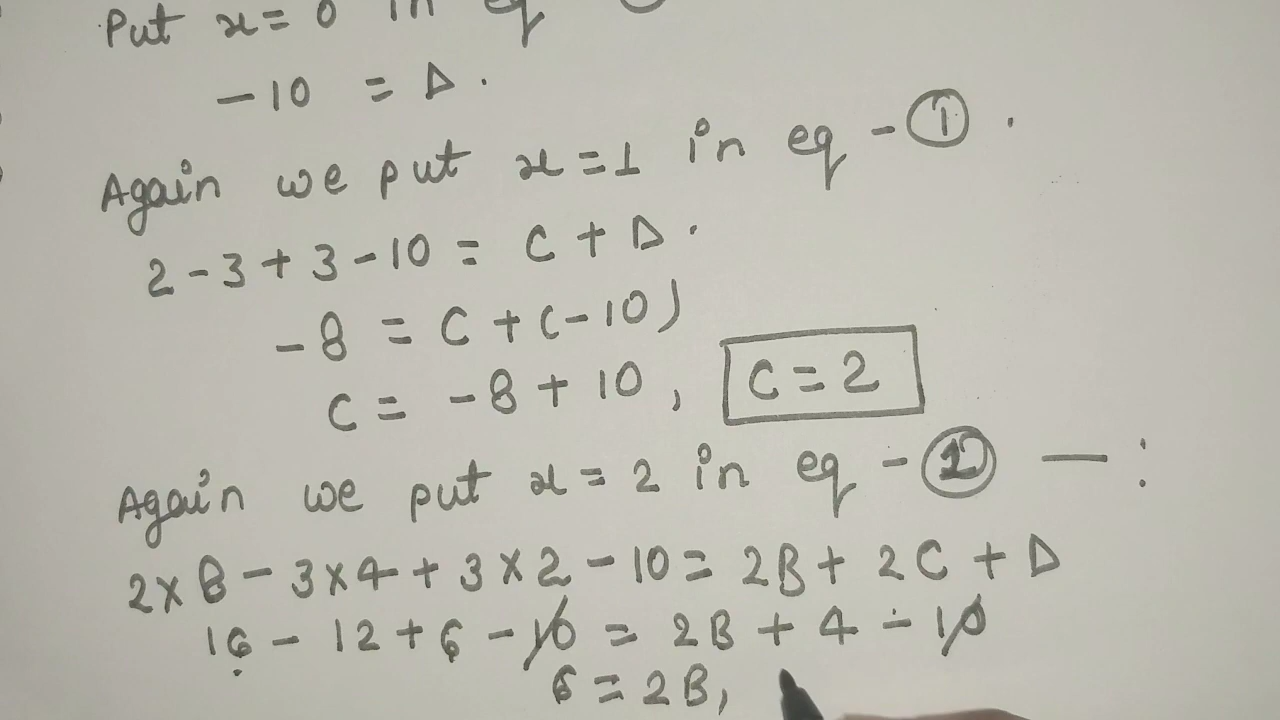 Put x = 0 in eq
-10 = D.
Again we put x = 1 in eq - ① .
2 - 3 + 3 - 10 = C + D.
-8 = C + (-10)
C = -8 + 10, C = 2
Again we put x = 2 in eq - ① — :
2 × 8 - 3 × 4 + 3 × 2 - 10 = 2B + 2C + D
16 - 12 + 6 - 10 = 2B + 4 - 10
6 = 2B,